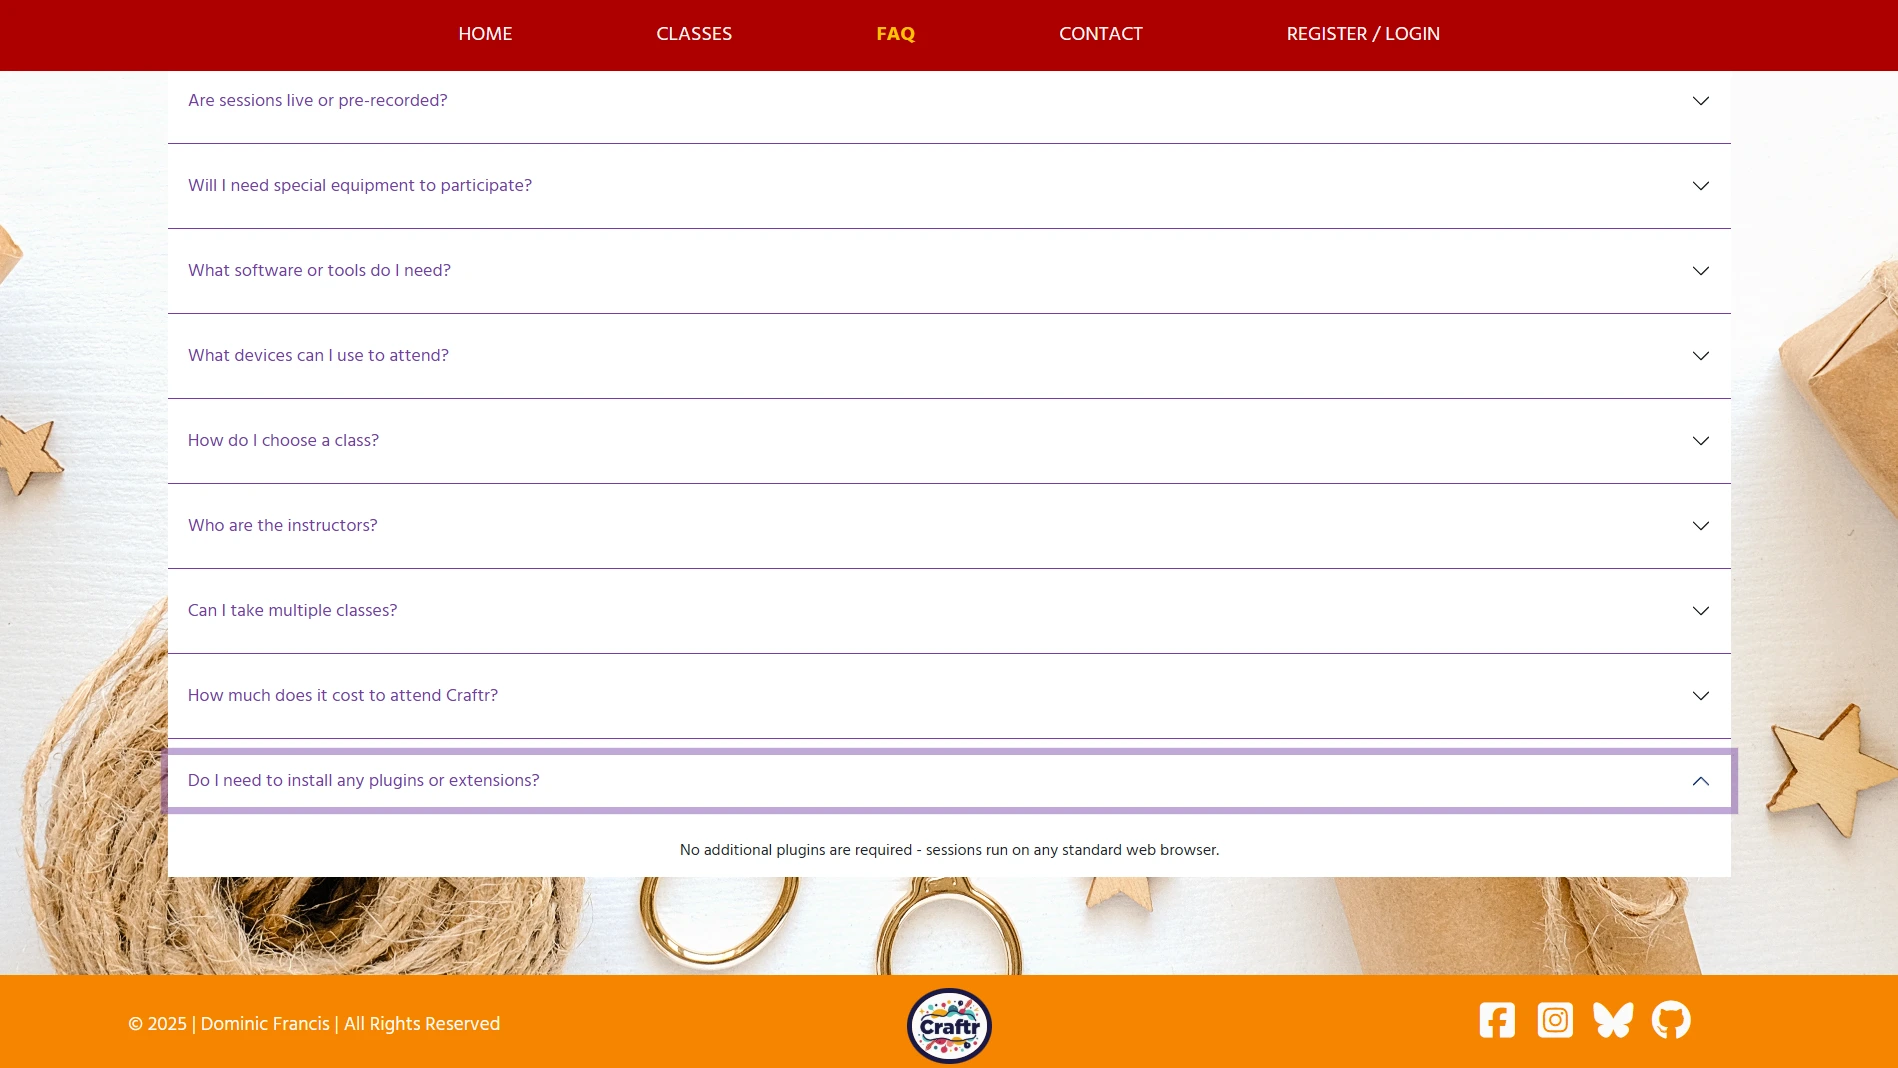 HOME
CLASSES
FAQ
CONTACT
REGISTER / LOGIN
Are sessions live or pre-recorded?
Will I need special equipment to participate?
What software or tools do I need?
What devices can I use to attend?
How do I choose a class?
Who are the instructors?
Can I take multiple classes?
How much does it cost to attend Craftr?
Do I need to install any plugins or extensions?
No additional plugins are required - sessions run on any standard web browser.
© 2025 | Dominic Francis | All Rights Reserved
Craftr